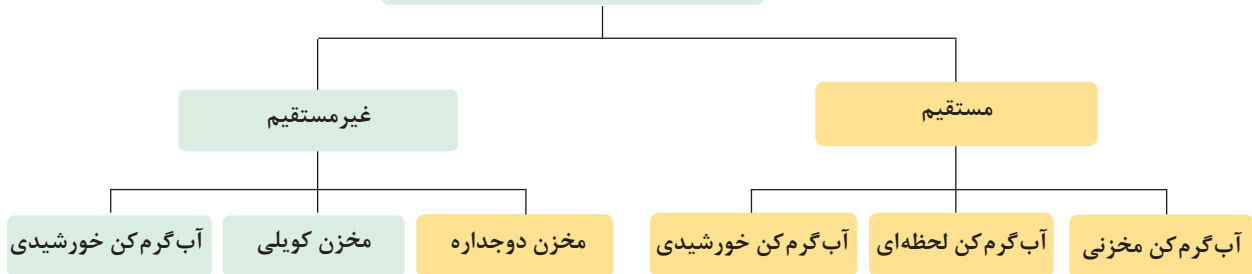 مستقیم
غیرمستقیم
آب‌گرم‌کن مخزنی
آب‌گرم‌کن لحظه‌ای
آب‌گرم‌کن خورشیدی
مخزن دوجداره
مخزن کویلی
آب‌گرم‌کن خورشیدی